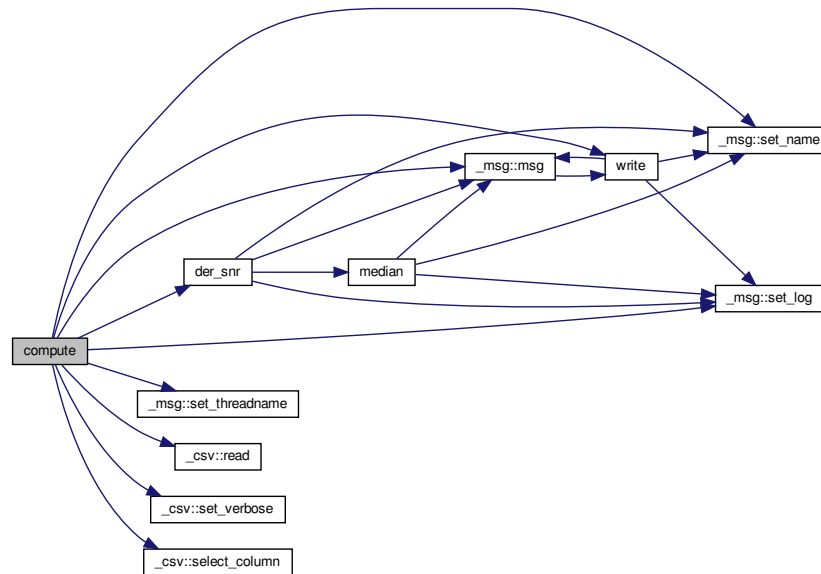 _msg::set_name
_msg::msg
write
der_snr
median
_msg::set_log
compute
_msg::set_threadname
_csv::read
_csv::set_verbose
_csv::select_column